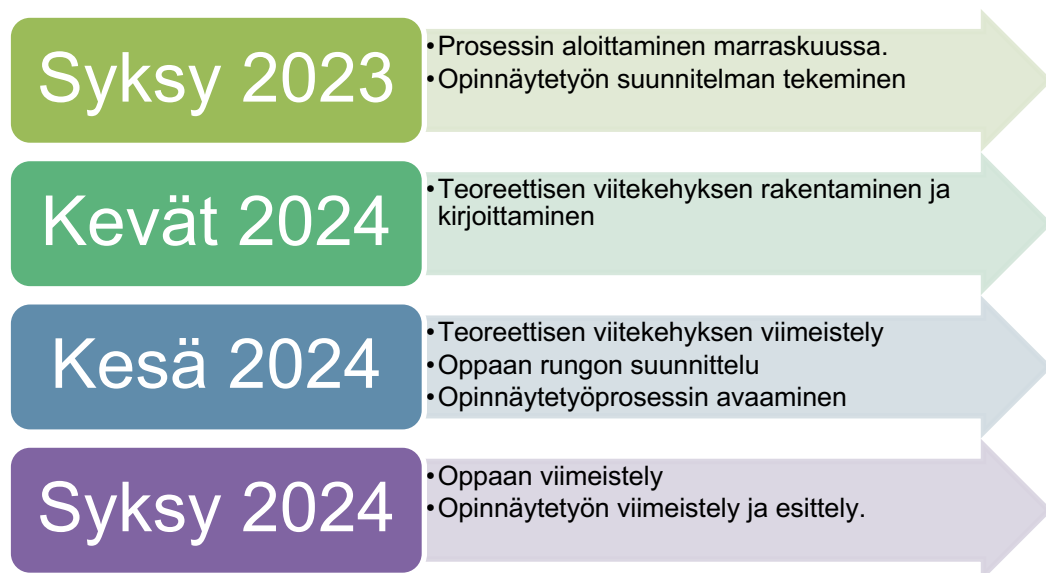 Syksy 2023
•Prosessin aloittaminen marraskuussa.
•Opinnäytetyön suunnitelman tekeminen
Kevät 2024
•Teoreettisen viitekehyksen rakentaminen ja
kirjoittaminen
Kesä 2024
•Teoreettisen viitekehyksen viimeistely
•Oppaan rungon suunnittelu
•Opinnäytetyöprosessin avaaminen
Syksy 2024
•Oppaan viimeistely
•Opinnäytetyön viimeistely ja esittely.